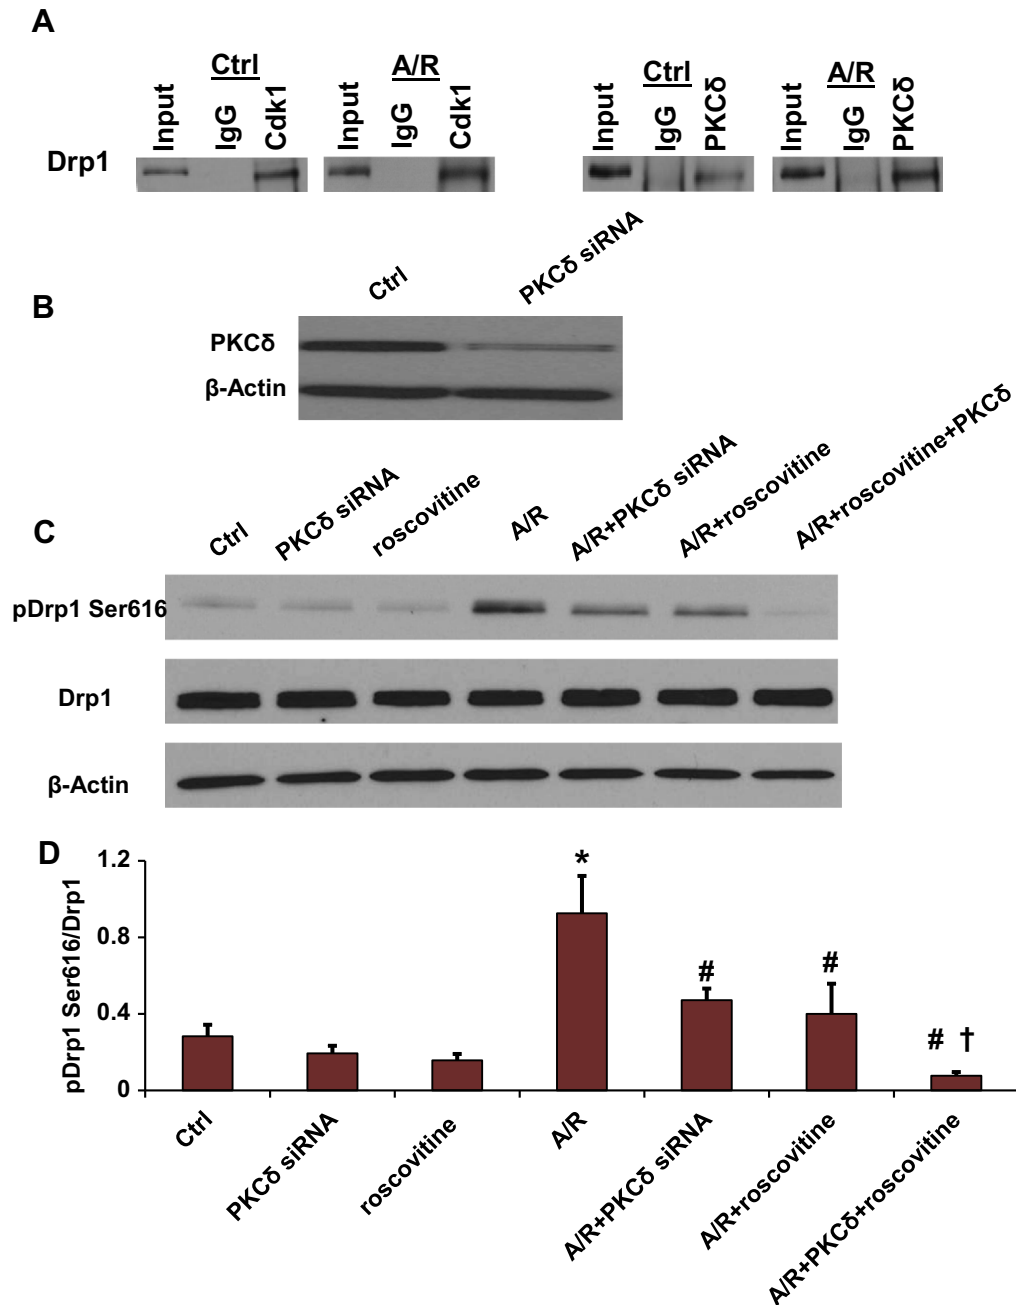 A
Ctrl
A/R
Ctrl
A/R
Input
IgG
Cdk1
Input
IgG
Cdk1
Input
IgG
PKCδ
Input
IgG
PKCδ
Drp1
B
Ctrl
PKCδ siRNA
PKCδ
β-Actin
C
Ctrl
PKCδ siRNA
roscovitine
A/R
A/R+PKCδ siRNA
A/R+roscovitine
A/R+roscovitine+PKCδ
pDrp1 Ser616
Drp1
β-Actin
D
pDrp1 Ser616/Drp1
1.2
0.8
0.4
0
*
#
#
# †
Ctrl
PKCδ siRNA
roscovitine
A/R
A/R+PKCδ siRNA
A/R+roscovitine
A/R+PKCδ+roscovitine